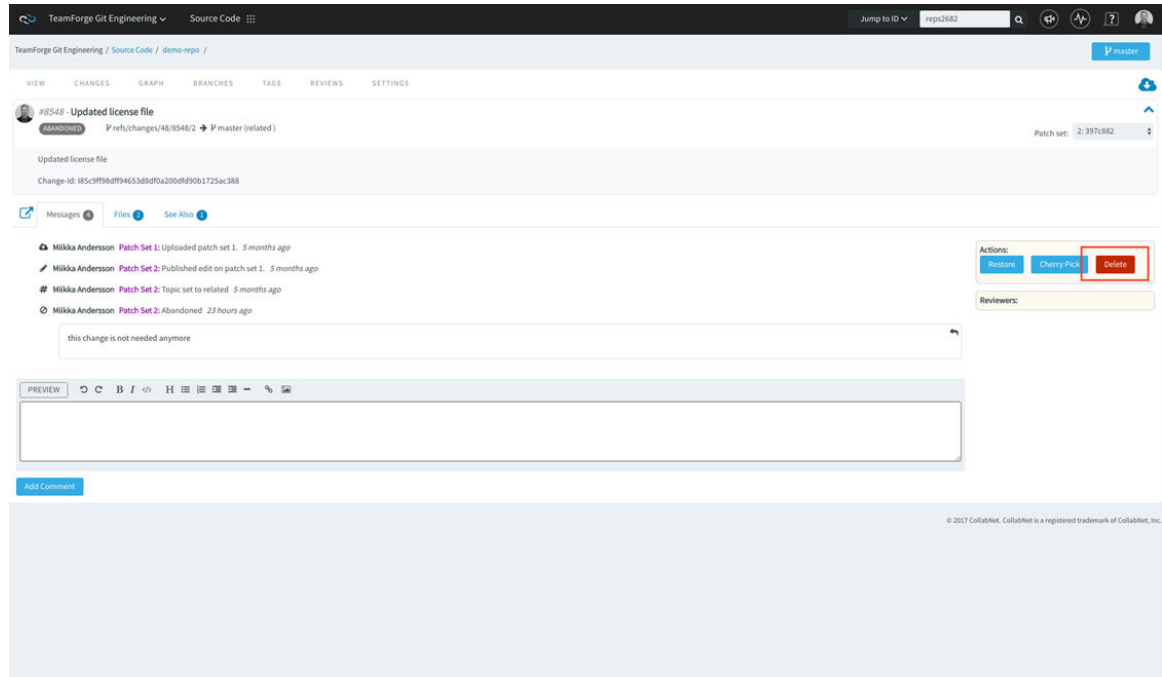 TeamForge Git Engineering Source Code Jump to ID reps2682 ?
TeamForge Git Engineering / Source Code / demo-repo / master
VIEW CHANGES GRAPH BRANCHES TAGS REVIEWS SETTINGS
#8548 - Updated license file
ABANDONED refs/changes/48/8548/2 → master (related )
Patch set: 2: 397c882
Updated license file
Change-Id: I85c9ff98dff94653d8df0a200dfd90b1725ac388
Messages 4 Files 2 See Also 1
Miikka Andersson Patch Set 1: Uploaded patch set 1. 5 months ago
Miikka Andersson Patch Set 2: Published edit on patch set 1. 5 months ago
# Miikka Andersson Patch Set 2: Topic set to related 5 months ago
Miikka Andersson Patch Set 2: Abandoned 23 hours ago
this change is not needed anymore
Actions:
Restore Cherry Pick Delete
Reviewers:
PREVIEW B I </> H
Add Comment
© 2017 CollabNet. CollabNet is a registered trademark of CollabNet, Inc.